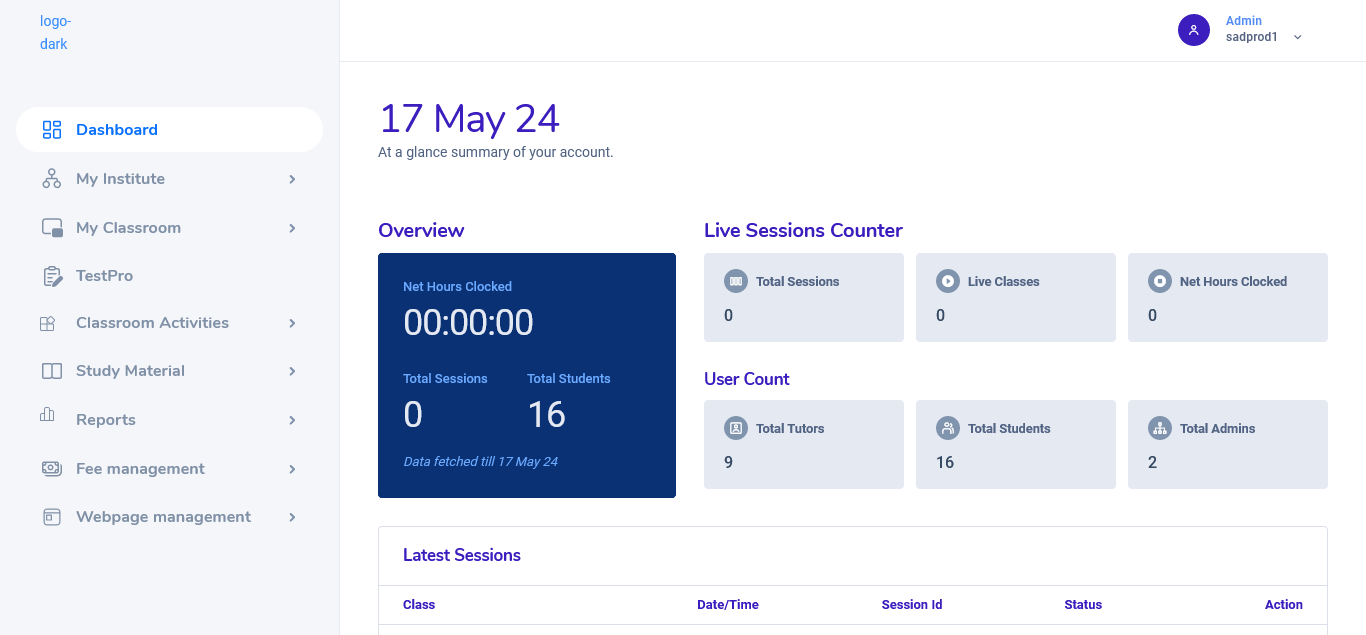 logo-
dark
Admin
sadprod1
Dashboard
My Institute
My Classroom
TestPro
Classroom Activities
Study Material
Reports
Fee management
Webpage management
17 May 24
At a glance summary of your account.
Overview
Net Hours Clocked
00:00:00
Total Sessions Total Students
0 16
Data fetched till 17 May 24
Live Sessions Counter
Total Sessions
0
Live Classes
0
Net Hours Clocked
0
User Count
Total Tutors
9
Total Students
16
Total Admins
2
Latest Sessions
Class Date/Time Session Id Status Action